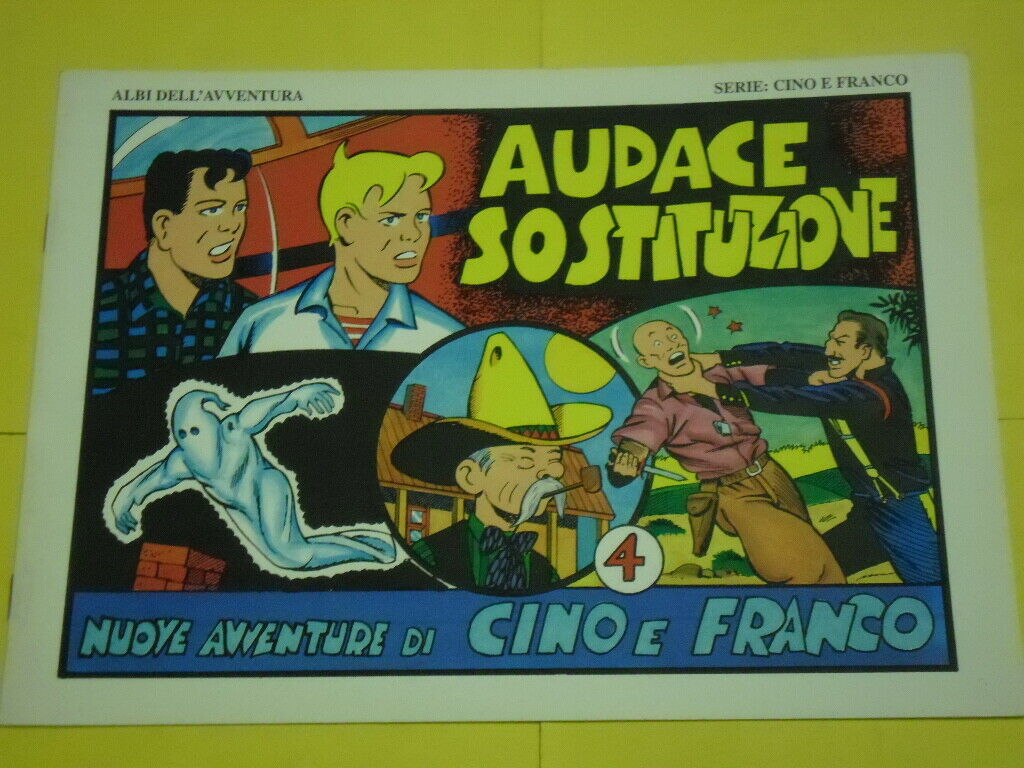 ALBI DELL'AVVENTURA
SERIE: CINO E FRANCO
AUDACE
SOSTITUZIONE
4
NUOVE AVVENTURE DI CINO E FRANCO